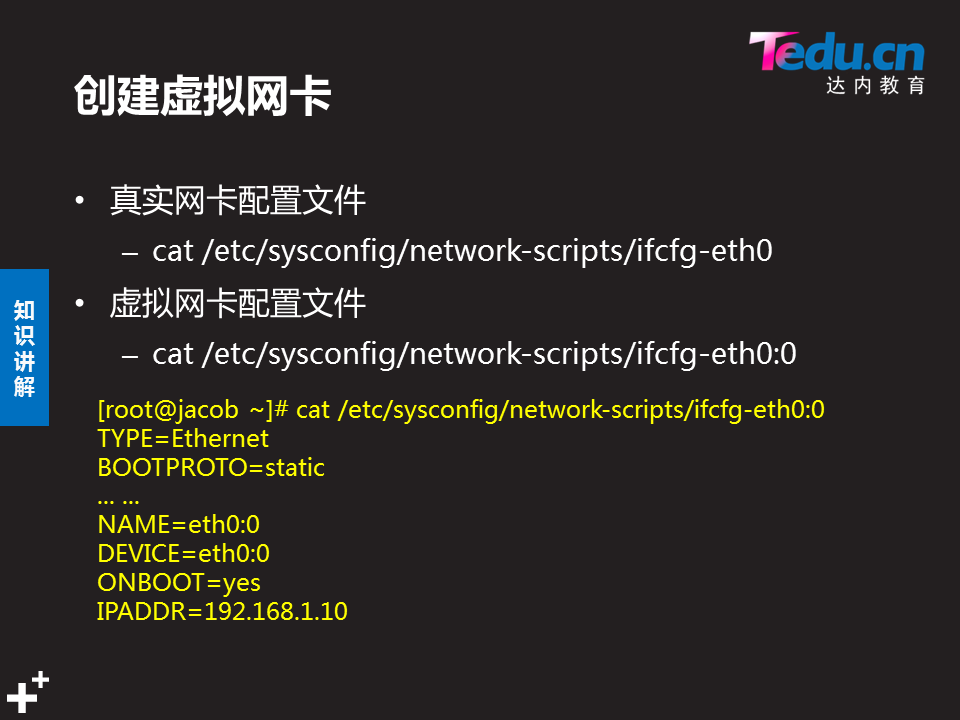 Tedu.cn
达内教育
创建虚拟网卡
• 真实网卡配置文件
– cat /etc/sysconfig/network-scripts/ifcfg-eth0
• 虚拟网卡配置文件
– cat /etc/sysconfig/network-scripts/ifcfg-eth0:0
知识讲解
[root@jacob ~]# cat /etc/sysconfig/network-scripts/ifcfg-eth0:0
TYPE=Ethernet
BOOTPROTO=static
... ...
NAME=eth0:0
DEVICE=eth0:0
ONBOOT=yes
IPADDR=192.168.1.10